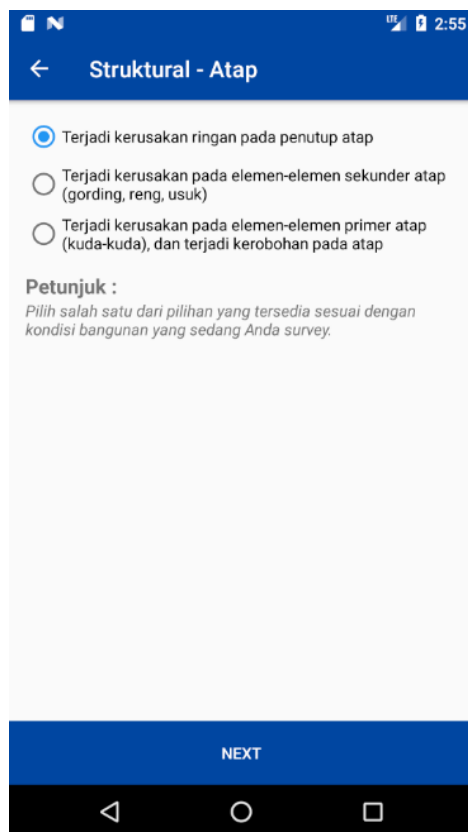 LTE 2:55
Struktural - Atap
Terjadi kerusakan ringan pada penutup atap
Terjadi kerusakan pada elemen-elemen sekunder atap
(gording, reng, usuk)
Terjadi kerusakan pada elemen-elemen primer atap
(kuda-kuda), dan terjadi kerobohan pada atap
Petunjuk :
Pilih salah satu dari pilihan yang tersedia sesuai dengan
kondisi bangunan yang sedang Anda survey.
NEXT